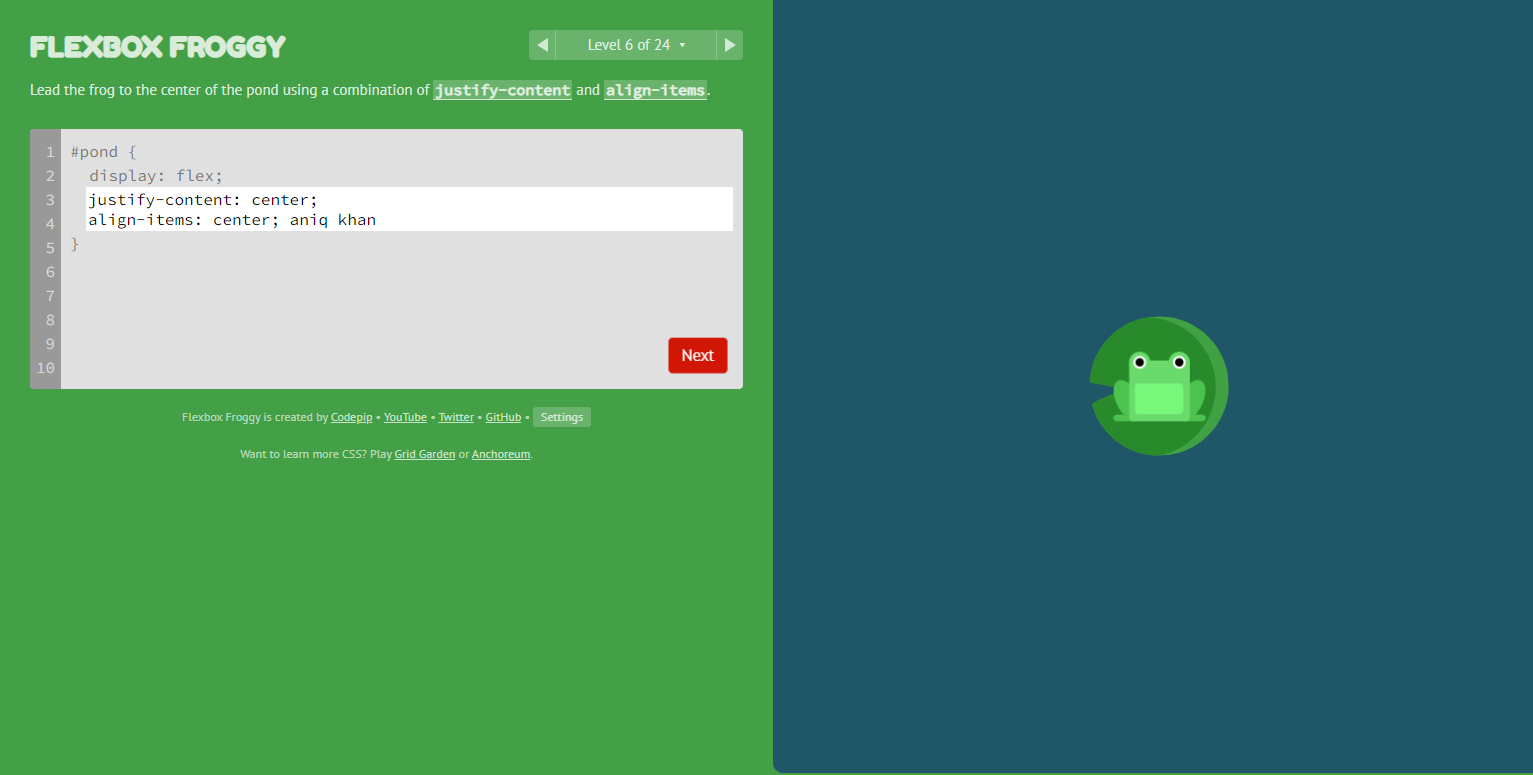 FLEXBOX FROGGY
◀ Level 6 of 24 ▾ ▶
Lead the frog to the center of the pond using a combination of justify-content and align-items.
1 #pond {
2 display: flex;
3 justify-content: center;
4 align-items: center; aniq khan
5 }
6
7
8
9
10
Next
Flexbox Froggy is created by Codepip • YouTube • Twitter • GitHub • Settings
Want to learn more CSS? Play Grid Garden or Anchoreum.